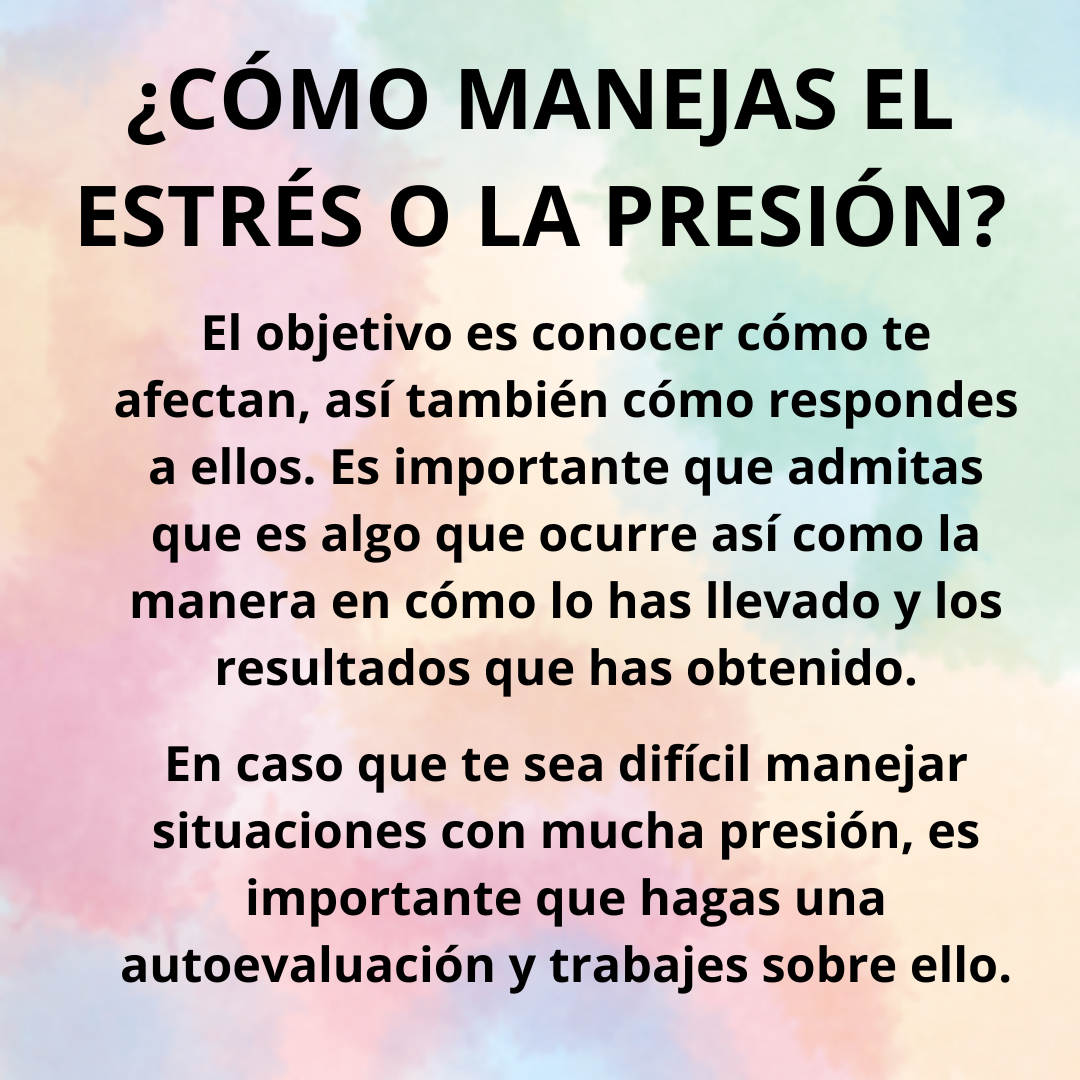 ¿CÓMO MANEJAS EL
ESTRÉS O LA PRESIÓN?
El objetivo es conocer cómo te
afectan, así también cómo respondes
a ellos. Es importante que admitas
que es algo que ocurre así como la
manera en cómo lo has llevado y los
resultados que has obtenido.
En caso que te sea difícil manejar
situaciones con mucha presión, es
importante que hagas una
autoevaluación y trabajes sobre ello.